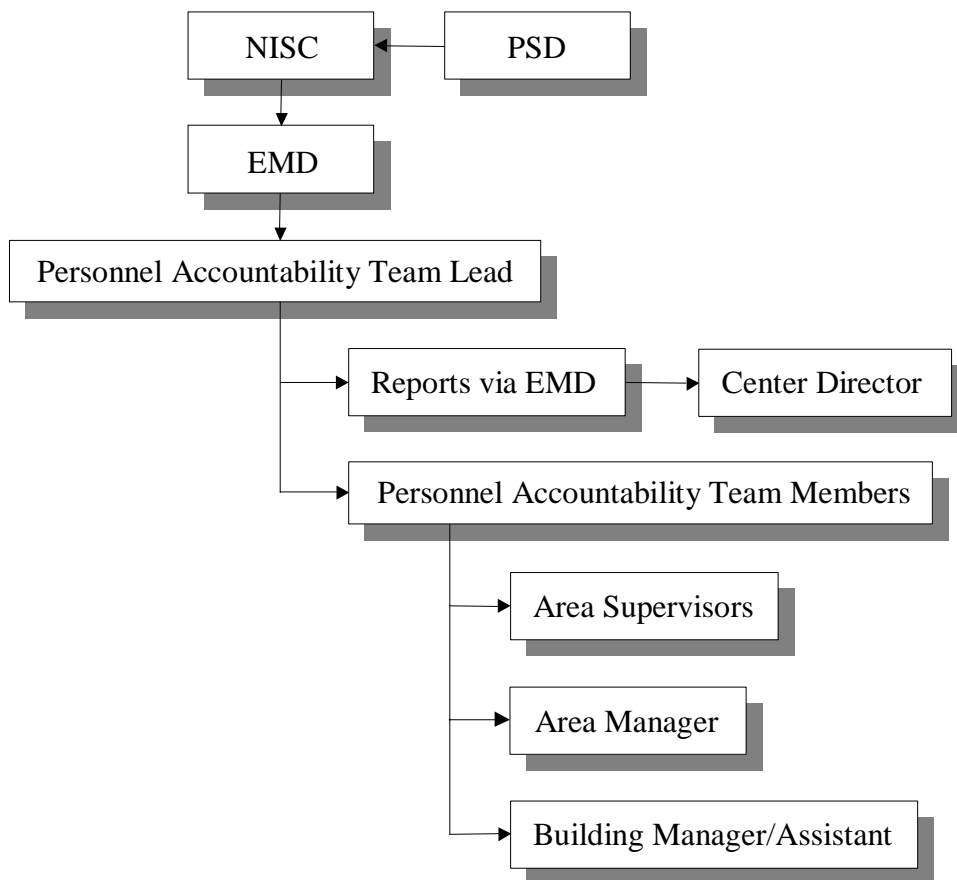 NISC
PSD
EMD
Personnel Accountability Team Lead
Reports via EMD
Center Director
Personnel Accountability Team Members
Area Supervisors
Area Manager
Building Manager/Assistant